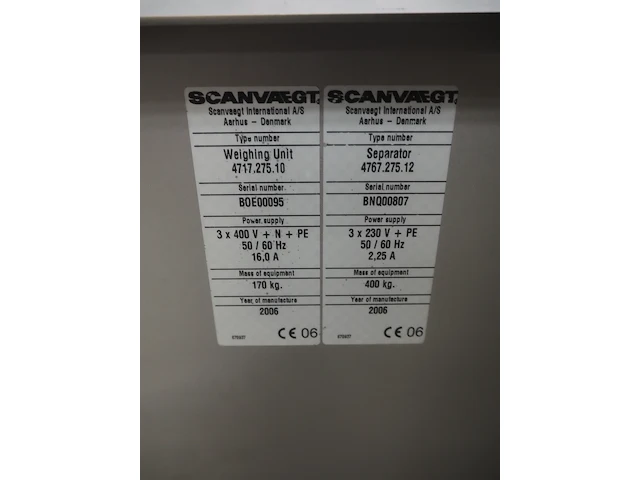 SCANVAEGT
Scanvaegt International A/S
Aarhus - Denmark
Type number
Weighing Unit
4717.275.10
Serial number
BOE00095
Power supply
3 x 400 V + N + PE
50 / 60 Hz
16,0 A
Mass of equipment
170 kg.
Year of manufacture
2006
CE 06
SCANVAEGT
Scanvaegt International A/S
Aarhus - Denmark
Type number
Separator
4767.275.12
Serial number
BNQ00807
Power supply
3 x 230 V + PE
50 / 60 Hz
2,25 A
Mass of equipment
400 kg.
Year of manufacture
2006
CE 06